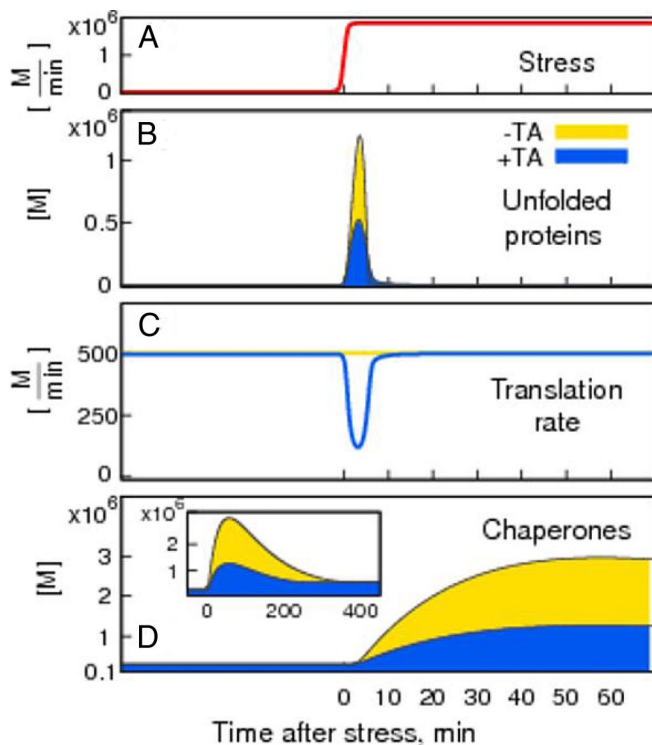 x10⁶
A
1
0
[ M/min ]
Stress
x10⁶
B
1
0.5
0
[M]
-TA
+TA
Unfolded
proteins
C
500
250
0
[ M/min ]
Translation
rate
x10⁶
3
2
1
0.1
[M]
D
x10⁶
2
1
0 200 400
Chaperones
0 10 20 30 40 50 60
Time after stress, min